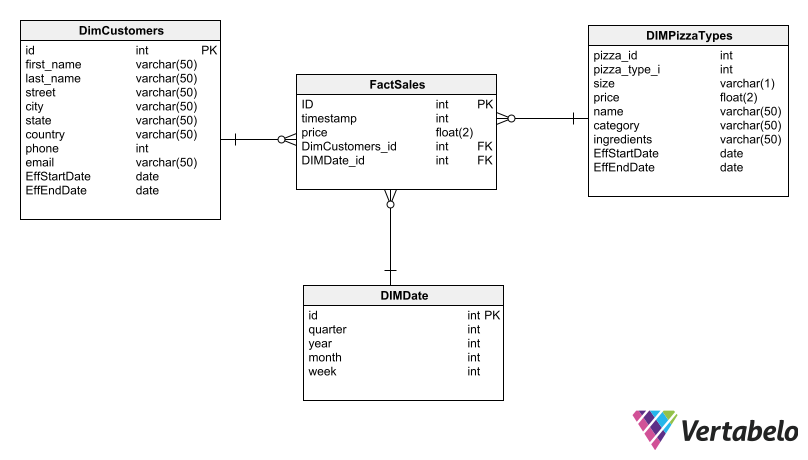 DimCustomers
id int PK
first_name varchar(50)
last_name varchar(50)
street varchar(50)
city varchar(50)
state varchar(50)
country varchar(50)
phone int
email varchar(50)
EffStartDate date
EffEndDate date
FactSales
ID int PK
timestamp int
price float(2)
DimCustomers_id int FK
DIMDate_id int FK
DIMPizzaTypes
pizza_id int
pizza_type_i int
size varchar(1)
price float(2)
name varchar(50)
category varchar(50)
ingredients varchar(50)
EffStartDate date
EffEndDate date
DIMDate
id int PK
quarter int
year int
month int
week int
Vertabelo